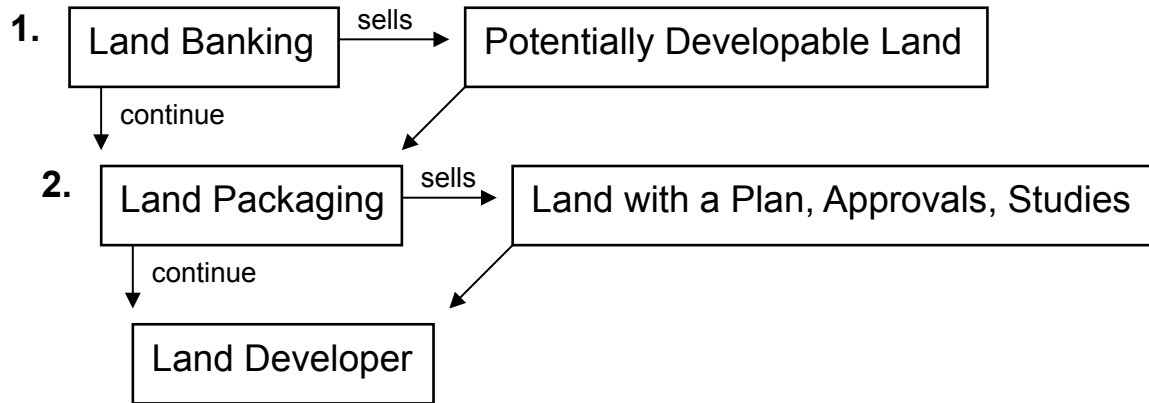 1. Land Banking sells Potentially Developable Land
continue
2. Land Packaging sells Land with a Plan, Approvals, Studies
continue
Land Developer